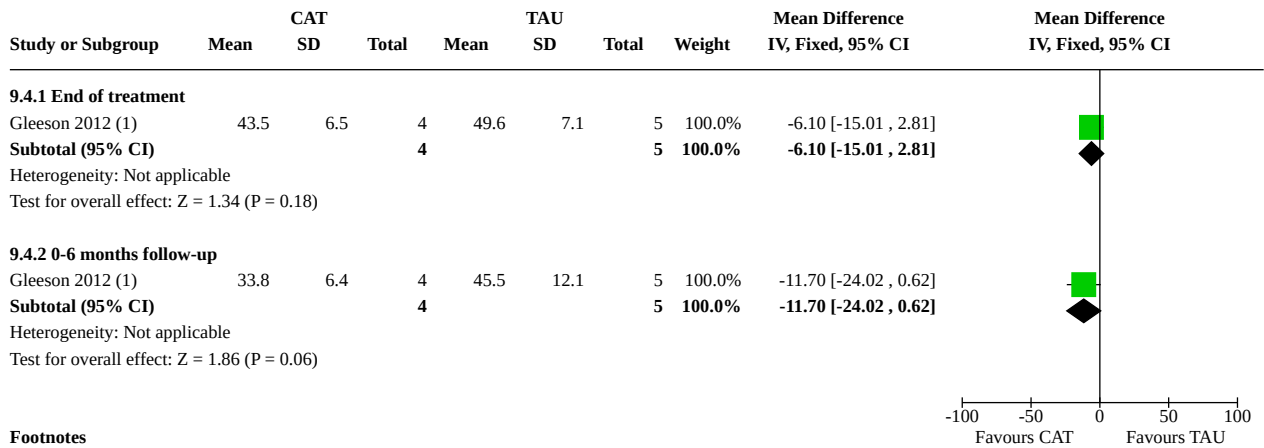 CAT TAU Mean Difference Mean Difference
Study or Subgroup Mean SD Total Mean SD Total Weight IV, Fixed, 95% CI IV, Fixed, 95% CI
9.4.1 End of treatment
Gleeson 2012 (1) 43.5 6.5 4 49.6 7.1 5 100.0% -6.10 [-15.01 , 2.81]
Subtotal (95% CI) 4 5 100.0% -6.10 [-15.01 , 2.81]
Heterogeneity: Not applicable
Test for overall effect: Z = 1.34 (P = 0.18)
9.4.2 0-6 months follow-up
Gleeson 2012 (1) 33.8 6.4 4 45.5 12.1 5 100.0% -11.70 [-24.02 , 0.62]
Subtotal (95% CI) 4 5 100.0% -11.70 [-24.02 , 0.62]
Heterogeneity: Not applicable
Test for overall effect: Z = 1.86 (P = 0.06)
-100 -50 0 50 100
Footnotes Favours CAT Favours TAU